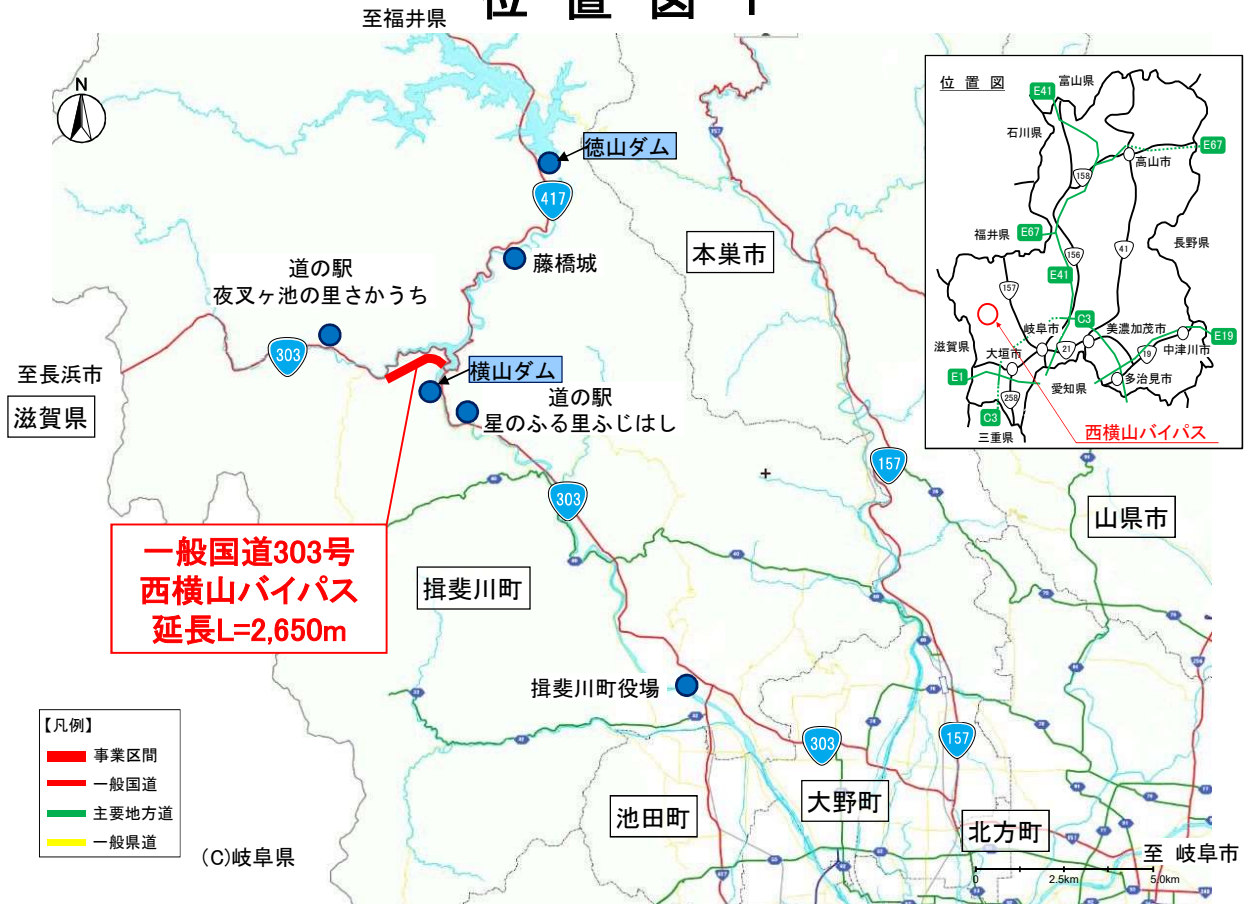 位 置 図 1
至福井県
N
徳山ダム
417
藤橋城
本巣市
道の駅
夜叉ヶ池の里さかうち
303
至長浜市
滋賀県
横山ダム
道の駅
星のふる里ふじはし
157
303
157
山県市
一般国道303号
西横山バイパス
延長L=2,650m
揖斐川町
揖斐川町役場
303
157
池田町
大野町
北方町
至 岐阜市
0 2.5km 5.0km
【凡例】
事業区間
一般国道
主要地方道
一般県道
(C)岐阜県
位 置 図
富山県
E41
石川県
E67
高山市
158
福井県
E67
長野県
156
41
E41
157
C3
岐阜市
美濃加茂市
E19
滋賀県
大垣市
21
19
中津川市
E1
愛知県
多治見市
258
C3
三重県
西横山バイパス